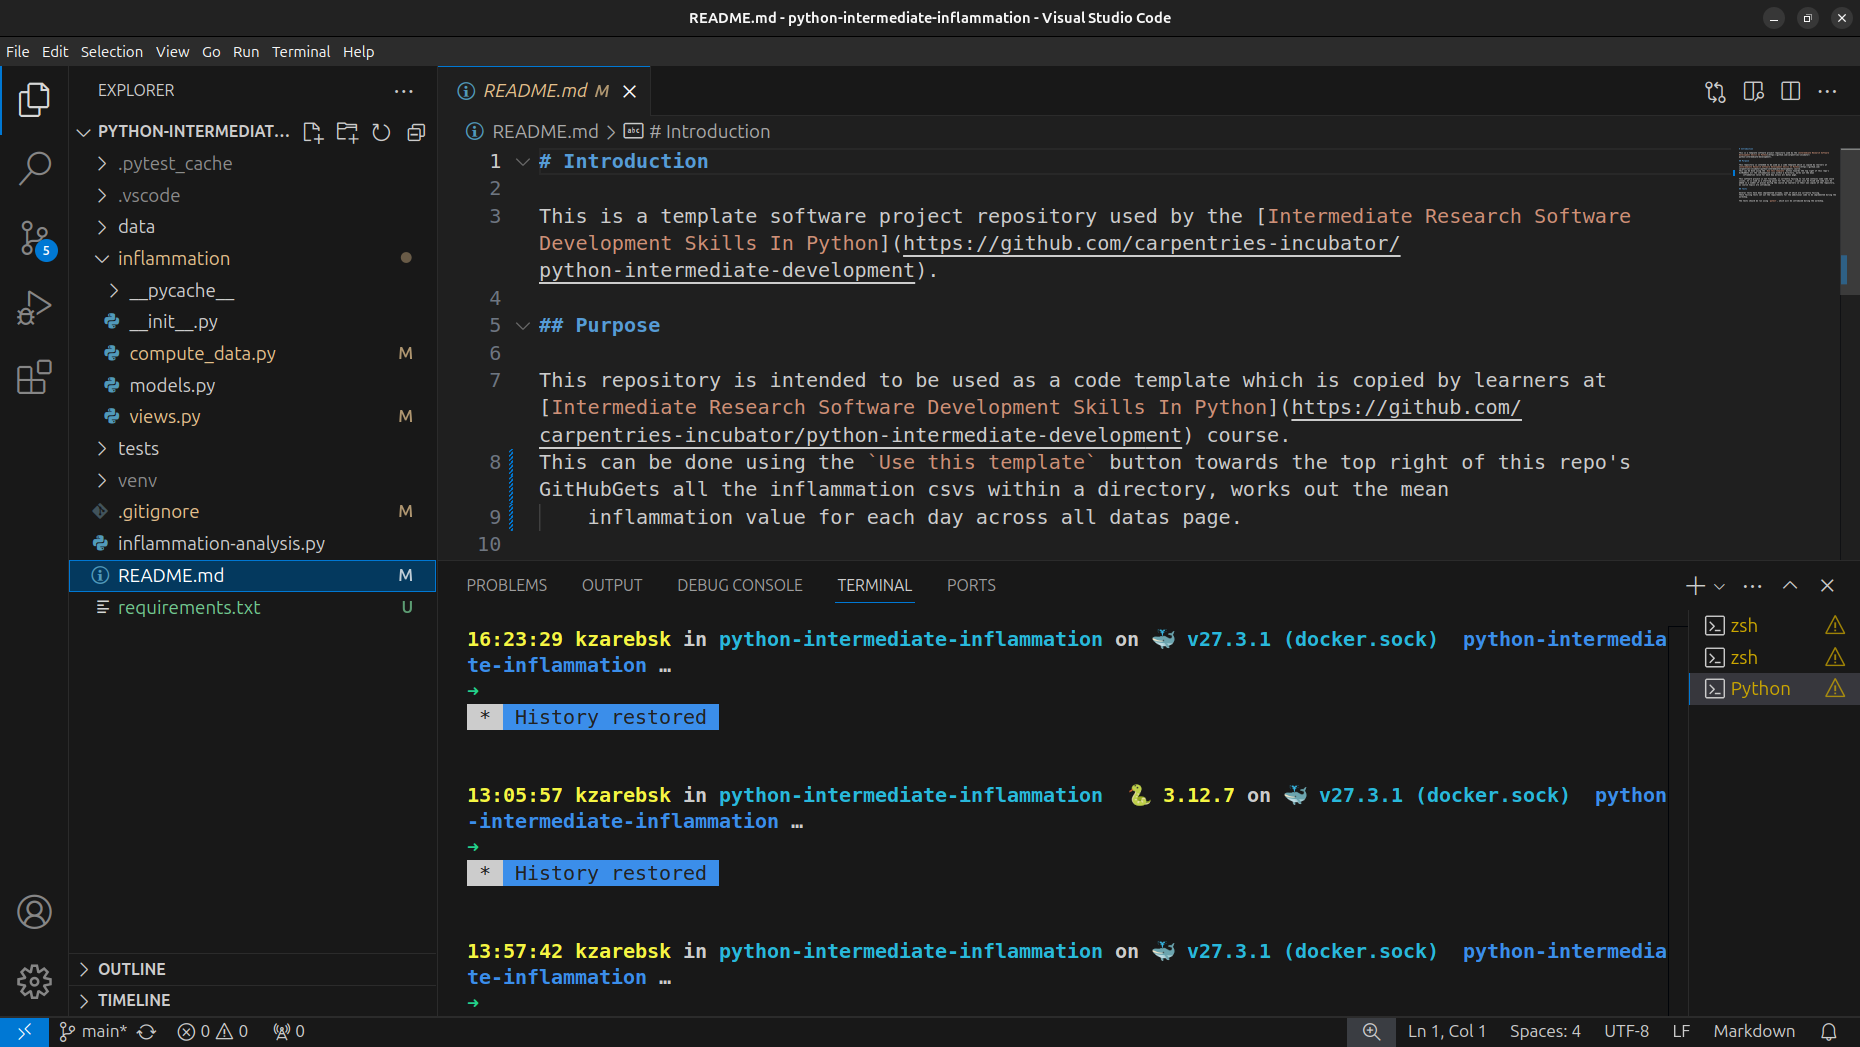 README.md - python-intermediate-inflammation - Visual Studio Code
File Edit Selection View Go Run Terminal Help
EXPLORER
PYTHON-INTERMEDIAT...
.pytest_cache
.vscode
data
inflammation
__pycache__
__init__.py
compute_data.py M
models.py
views.py M
tests
venv
.gitignore M
inflammation-analysis.py
README.md M
requirements.txt U
OUTLINE
TIMELINE
5
README.md M
README.md > # Introduction
1 # Introduction
2
3 This is a template software project repository used by the [Intermediate Research Software
Development Skills In Python](https://github.com/carpentries-incubator/
python-intermediate-development).
4
5 ## Purpose
6
7 This repository is intended to be used as a code template which is copied by learners at
[Intermediate Research Software Development Skills In Python](https://github.com/
carpentries-incubator/python-intermediate-development) course.
8 This can be done using the `Use this template` button towards the top right of this repo's
GitHubGets all the inflammation csvs within a directory, works out the mean
9 inflammation value for each day across all datas page.
10
PROBLEMS OUTPUT DEBUG CONSOLE TERMINAL PORTS
16:23:29 kzarebsk in python-intermediate-inflammation on 🐳 v27.3.1 (docker.sock) python-intermedia
te-inflammation …
➜
* History restored
13:05:57 kzarebsk in python-intermediate-inflammation 🐍 3.12.7 on 🐳 v27.3.1 (docker.sock) python
-intermediate-inflammation …
➜
* History restored
13:57:42 kzarebsk in python-intermediate-inflammation on 🐳 v27.3.1 (docker.sock) python-intermedia
te-inflammation …
➜
zsh
zsh
Python
main* 0 0 0 Ln 1, Col 1 Spaces: 4 UTF-8 LF Markdown